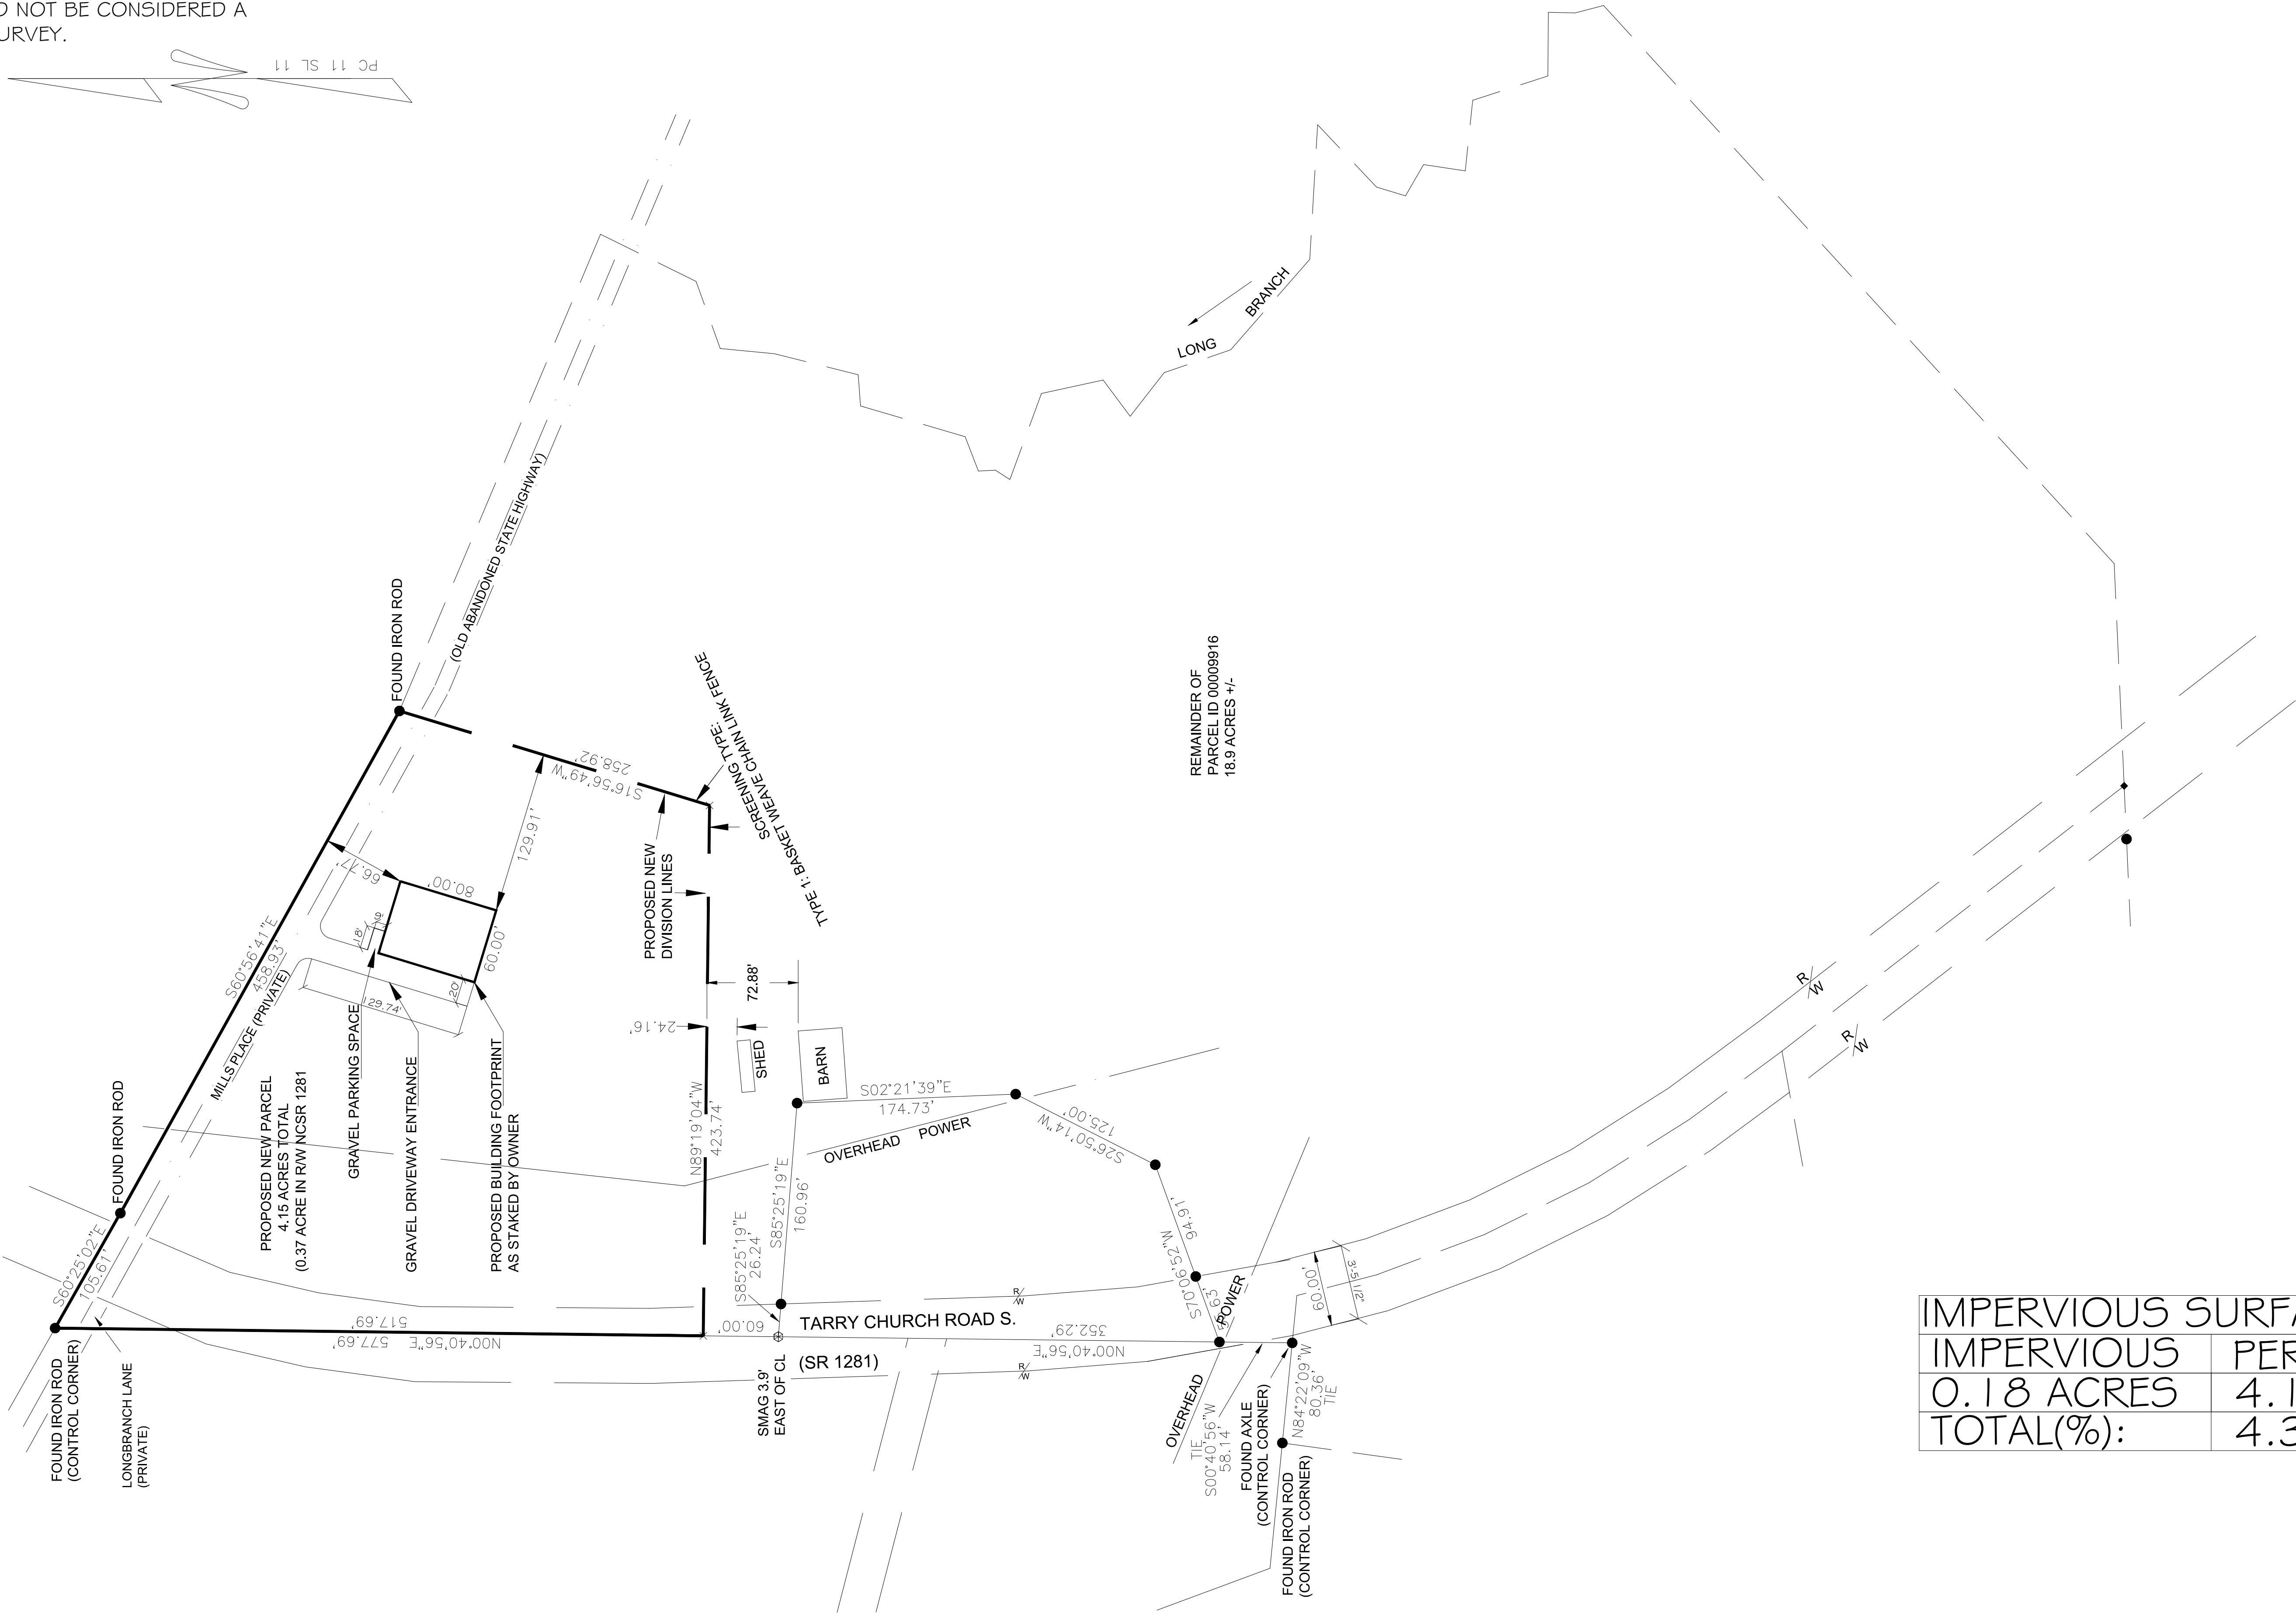 D NOT BE CONSIDERED A
URVEY.
PC 11 SL 11
LONG
BRANCH
(OLD ABANDONED STATE HIGHWAY)
FOUND IRON ROD
S16°56'49"W
258.92'
129.91'
66.77'
80.00'
60.00'
18'
20'
129.74'
S60°56'41"E
458.93'
MILLS PLACE (PRIVATE)
FOUND IRON ROD
S60°25'02"E
105.61'
FOUND IRON ROD
(CONTROL CORNER)
LONGBRANCH LANE
(PRIVATE)
PROPOSED NEW PARCEL
4.15 ACRES TOTAL
(0.37 ACRE IN R/W NCSR 1281
GRAVEL PARKING SPACE
GRAVEL DRIVEWAY ENTRANCE
PROPOSED BUILDING FOOTPRINT
AS STAKED BY OWNER
PROPOSED NEW
DIVISION LINES
SCREENING TYPE:
TYPE 1: BASKET WEAVE CHAIN LINK FENCE
72.88'
24.16'
SHED
BARN
N89°19'04"W
423.74'
S02°21'39"E
174.73'
OVERHEAD POWER
S85°25'19"E
160.96'
S85°25'19"E
26.24'
S26°50'14"W
125.00'
S70°06'52"W
94.91'
REMAINDER OF
PARCEL ID 00009916
18.9 ACRES +/-
517.69'
N00°40'56"E 577.69'
60.00'
TARRY CHURCH ROAD S.
(SR 1281)
352.29'
N00°40'56"E
SMAG 3.9'
EAST OF CL
R/W
R/W
R/W
R/W
OVERHEAD
POWER
60.00'
3'-5 1/2"
TIE
S00°40'56"W
58.14'
FOUND AXLE
(CONTROL CORNER)
N84°22'09"W
80.36'
TIE
FOUND IRON ROD
(CONTROL CORNER)
IMPERVIOUS SURFA
IMPERVIOUS PER
0.18 ACRES 4.1
TOTAL(%): 4.3